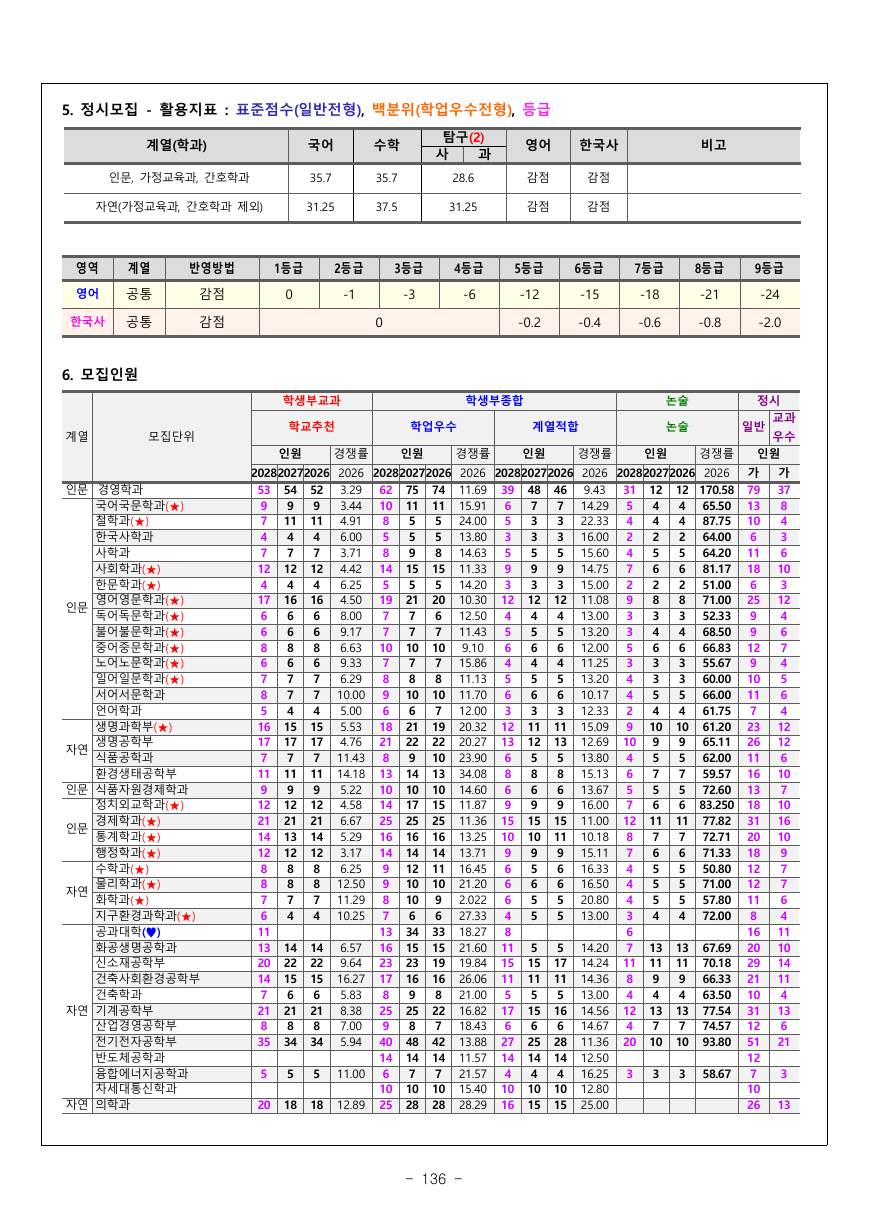 5. 정시모집 - 활용지표 : 표준점수(일반전형), 백분위(학업우수전형), 등급
계열(학과) 국어 수학 탐구(2) 영어 한국사 비고
사 과
인문, 가정교육과, 간호학과 35.7 35.7 28.6 감점 감점
자연(가정교육과, 간호학과 제외) 31.25 37.5 31.25 감점 감점
영역 계열 반영방법 1등급 2등급 3등급 4등급 5등급 6등급 7등급 8등급 9등급
영어 공통 감점 0 -1 -3 -6 -12 -15 -18 -21 -24
한국사 공통 감점 0 -0.2 -0.4 -0.6 -0.8 -2.0
6. 모집인원
계열 모집단위 학생부교과 학생부종합 논술 정시
학교추천 학업우수 계열적합 논술 일반 교과우수
인원 경쟁률 인원 경쟁률 인원 경쟁률 인원 경쟁률 인원
2028 2027 2026 2026 2028 2027 2026 2026 2028 2027 2026 2026 2028 2027 2026 2026 가 가
인문 경영학과 53 54 52 3.29 62 75 74 11.69 39 48 46 9.43 31 12 12 170.58 79 37
인문 국어국문학과(★) 9 9 9 3.44 10 11 11 15.91 6 7 7 14.29 5 4 4 65.50 13 8
철학과(★) 7 11 11 4.91 8 5 5 24.00 5 3 3 22.33 4 4 4 87.75 10 4
한국사학과 4 4 4 6.00 5 5 5 13.80 3 3 3 16.00 2 2 2 64.00 6 3
사학과 7 7 7 3.71 8 9 8 14.63 5 5 5 15.60 4 5 5 64.20 11 6
사회학과(★) 12 12 12 4.42 14 15 15 11.33 9 9 9 14.75 7 6 6 81.17 18 10
한문학과(★) 4 4 4 6.25 5 5 5 14.20 3 3 3 15.00 2 2 2 51.00 6 3
영어영문학과(★) 17 16 16 4.50 19 21 20 10.30 12 12 12 11.08 9 8 8 71.00 25 12
독어독문학과(★) 6 6 6 8.00 7 7 6 12.50 4 4 4 13.00 3 3 3 52.33 9 4
불어불문학과(★) 6 6 6 9.17 7 7 7 11.43 5 5 5 13.20 3 4 4 68.50 9 6
중어중문학과(★) 8 8 8 6.63 10 10 10 9.10 6 6 6 12.00 5 6 6 66.83 12 7
노어노문학과(★) 6 6 6 9.33 7 7 7 15.86 4 4 4 11.25 3 3 3 55.67 9 4
일어일문학과(★) 7 7 7 6.29 8 8 8 11.13 5 5 5 13.20 4 3 3 60.00 10 5
서어서문학과 8 7 7 10.00 9 10 10 11.70 6 6 6 10.17 4 5 5 66.00 11 6
언어학과 5 4 4 5.00 6 6 7 12.00 3 3 3 12.33 2 4 4 61.75 7 4
자연 생명과학부(★) 16 15 15 5.53 18 21 19 20.32 12 11 11 15.09 9 10 10 61.20 23 12
생명공학부 17 17 17 4.76 21 22 22 20.27 13 12 13 12.69 10 9 9 65.11 26 12
식품공학과 7 7 7 11.43 8 9 10 23.90 6 5 5 13.80 4 5 5 62.00 11 6
환경생태공학부 11 11 11 14.18 13 14 13 34.08 8 8 8 15.13 6 7 7 59.57 16 10
인문 식품자원경제학과 9 9 9 5.22 10 10 10 14.60 6 6 6 13.67 5 5 5 72.60 13 7
인문 정치외교학과(★) 12 12 12 4.58 14 17 15 11.87 9 9 9 16.00 7 6 6 83.250 18 10
경제학과(★) 21 21 21 6.67 25 25 25 11.36 15 15 15 11.00 12 11 11 77.82 31 16
통계학과(★) 14 13 14 5.29 16 16 16 13.25 10 10 11 10.18 8 7 7 72.71 20 10
행정학과(★) 12 12 12 3.17 14 14 14 13.71 9 9 9 15.11 7 6 6 71.33 18 9
자연 수학과(★) 8 8 8 6.25 9 12 11 16.45 6 5 6 16.33 4 5 5 50.80 12 7
물리학과(★) 8 8 8 12.50 9 10 10 21.20 6 6 6 16.50 4 5 5 71.00 12 7
화학과(★) 7 7 7 11.29 8 10 9 2.022 6 5 5 20.80 4 5 5 57.80 11 6
지구환경과학과(★) 6 4 4 10.25 7 6 6 27.33 4 5 5 13.00 3 4 4 72.00 8 4
자연 공과대학(♥) 11 13 34 33 18.27 8 6 16 11
화공생명공학과 13 14 14 6.57 16 15 15 21.60 11 5 5 14.20 7 13 13 67.69 20 10
신소재공학부 20 22 22 9.64 23 23 19 19.84 15 15 17 14.24 11 11 11 70.18 29 14
건축사회환경공학부 14 15 15 16.27 17 16 16 26.06 11 11 11 14.36 8 9 9 66.33 21 11
건축학과 7 6 6 5.83 8 9 8 21.00 5 5 5 13.00 4 4 4 63.50 10 4
기계공학부 21 21 21 8.38 25 25 22 16.82 17 15 16 14.56 12 13 13 77.54 31 13
산업경영공학부 8 8 8 7.00 9 8 7 18.43 6 6 6 14.67 4 7 7 74.57 12 6
전기전자공학부 35 34 34 5.94 40 48 42 13.88 27 25 28 11.36 20 10 10 93.80 51 21
반도체공학과 14 14 14 11.57 14 14 14 12.50 12
융합에너지공학과 5 5 5 11.00 6 7 7 21.57 4 4 4 16.25 3 3 3 58.67 7 3
차세대통신학과 10 10 10 15.40 10 10 10 12.80 10
자연 의학과 20 18 18 12.89 25 28 28 28.29 16 15 15 25.00 26 13
- 136 -